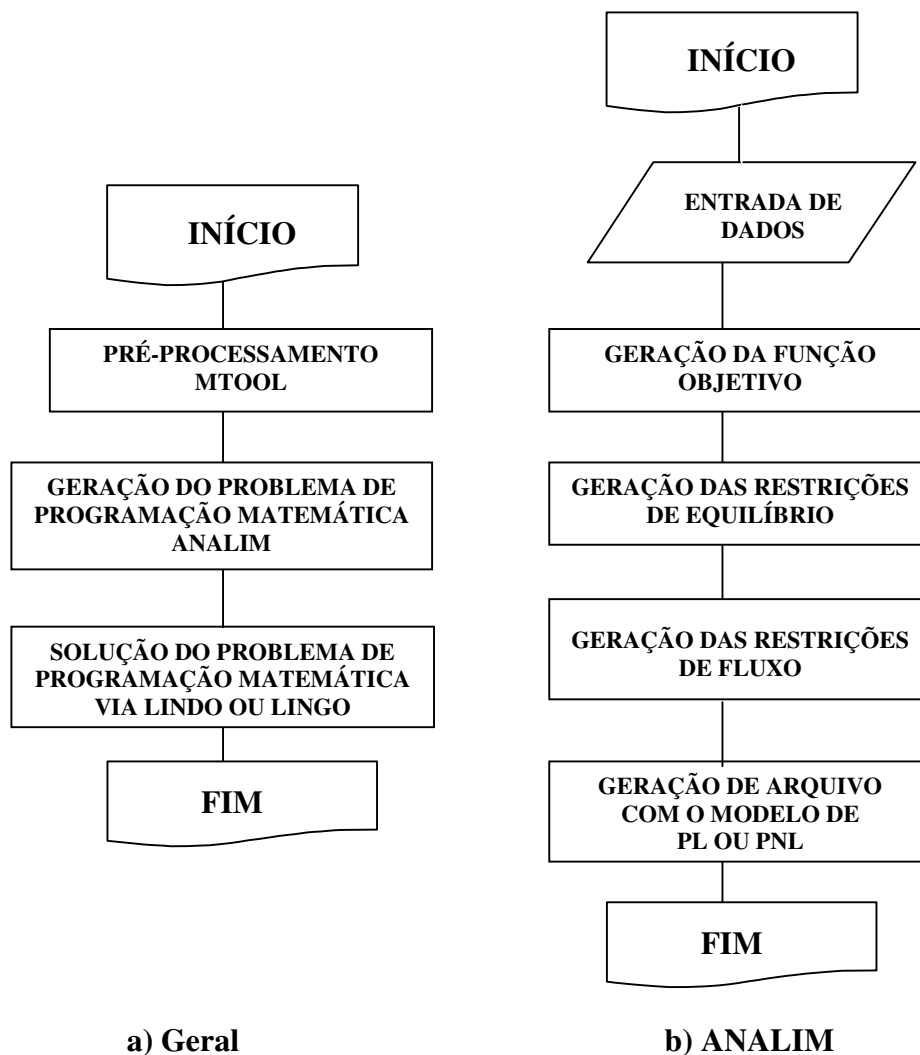 INÍCIO
PRÉ-PROCESSAMENTO
MTOOL
GERAÇÃO DO PROBLEMA DE
PROGRAMAÇÃO MATEMÁTICA
ANALIM
SOLUÇÃO DO PROBLEMA DE
PROGRAMAÇÃO MATEMÁTICA
VIA LINDO OU LINGO
FIM
a) Geral
INÍCIO
ENTRADA DE
DADOS
GERAÇÃO DA FUNÇÃO
OBJETIVO
GERAÇÃO DAS RESTRIÇÕES
DE EQUILÍBRIO
GERAÇÃO DAS RESTRIÇÕES
DE FLUXO
GERAÇÃO DE ARQUIVO
COM O MODELO DE
PL OU PNL
FIM
b) ANALIM